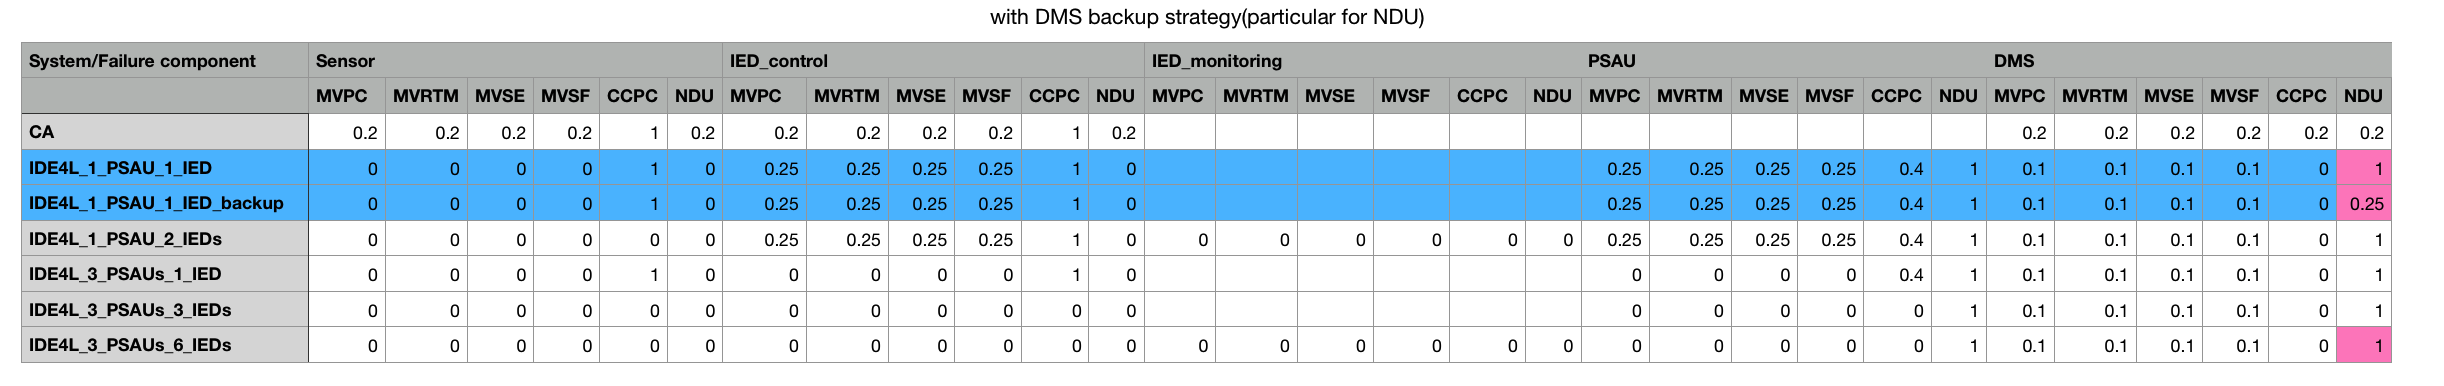 with DMS backup strategy(particular for NDU)
System/Failure component Sensor IED_control IED_monitoring PSAU DMS
MVPC MVRTM MVSE MVSF CCPC NDU MVPC MVRTM MVSE MVSF CCPC NDU MVPC MVRTM MVSE MVSF CCPC NDU MVPC MVRTM MVSE MVSF CCPC NDU MVPC MVRTM MVSE MVSF CCPC NDU
CA 0.2 0.2 0.2 0.2 1 0.2 0.2 0.2 0.2 0.2 1 0.2 0.2 0.2 0.2 0.2 0.2 0.2
IDE4L_1_PSAU_1_IED 0 0 0 0 1 0 0.25 0.25 0.25 0.25 1 0 0.25 0.25 0.25 0.25 0.4 1 0.1 0.1 0.1 0.1 0 1
IDE4L_1_PSAU_1_IED_backup 0 0 0 0 1 0 0.25 0.25 0.25 0.25 1 0 0.25 0.25 0.25 0.25 0.4 1 0.1 0.1 0.1 0.1 0 0.25
IDE4L_1_PSAU_2_IEDs 0 0 0 0 0 0 0.25 0.25 0.25 0.25 1 0 0 0 0 0 0 0 0.25 0.25 0.25 0.25 0.4 1 0.1 0.1 0.1 0.1 0 1
IDE4L_3_PSAUs_1_IED 0 0 0 0 1 0 0 0 0 0 1 0 0 0 0 0 0.4 1 0.1 0.1 0.1 0.1 0 1
IDE4L_3_PSAUs_3_IEDs 0 0 0 0 0 0 0 0 0 0 0 0 0 0 0 0 0 1 0.1 0.1 0.1 0.1 0 1
IDE4L_3_PSAUs_6_IEDs 0 0 0 0 0 0 0 0 0 0 0 0 0 0 0 0 0 0 0 0 0 0 0 1 0.1 0.1 0.1 0.1 0 1